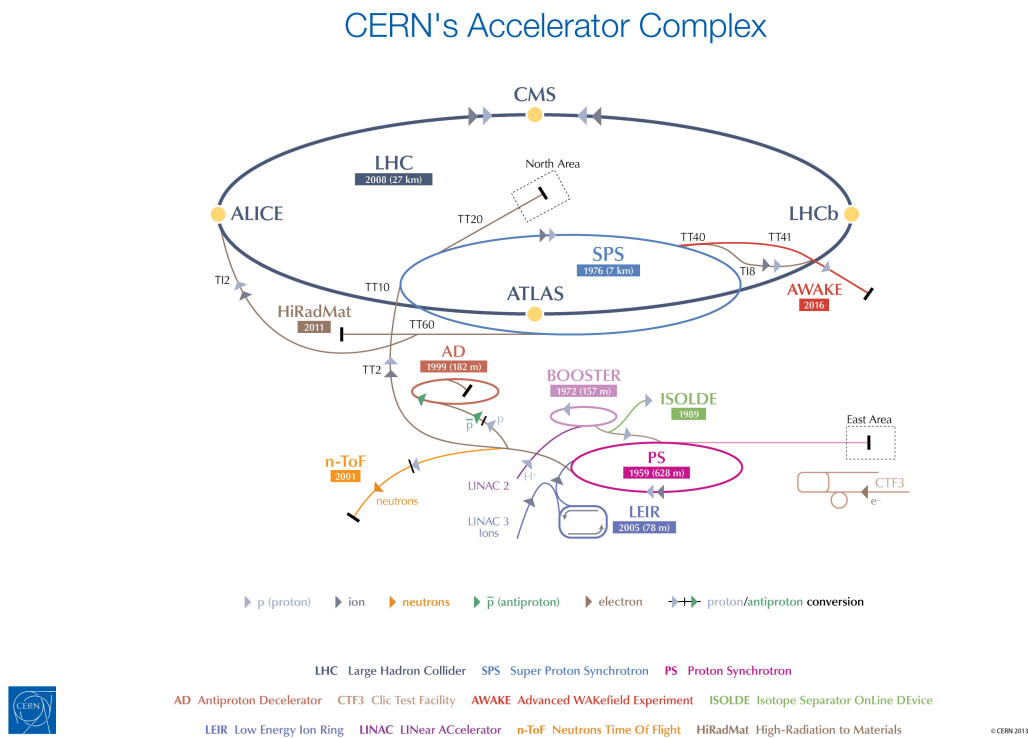 CERN's Accelerator Complex
CMS
LHC
2008 (27 km)
North Area
ALICE
LHCb
TT20
TT40
TT41
SPS
1976 (7 km)
TI8
TI2
TT10
ATLAS
AWAKE
2016
HiRadMat
2011
TT60
AD
1999 (182 m)
TT2
BOOSTER
1972 (157 m)
ISOLDE
1989
p̅
p
East Area
n-ToF
2001
neutrons
H⁺
LINAC 2
PS
1959 (628 m)
CTF3
e⁻
LINAC 3
Ions
LEIR
2005 (78 m)
p (proton) ion neutrons p̅ (antiproton) electron proton/antiproton conversion
LHC Large Hadron Collider SPS Super Proton Synchrotron PS Proton Synchrotron
AD Antiproton Decelerator CTF3 Clic Test Facility AWAKE Advanced WAKefield Experiment ISOLDE Isotope Separator OnLine DEvice
LEIR Low Energy Ion Ring LINAC LINear ACcelerator n-ToF Neutrons Time Of Flight HiRadMat High-Radiation to Materials
CERN
© CERN 2013